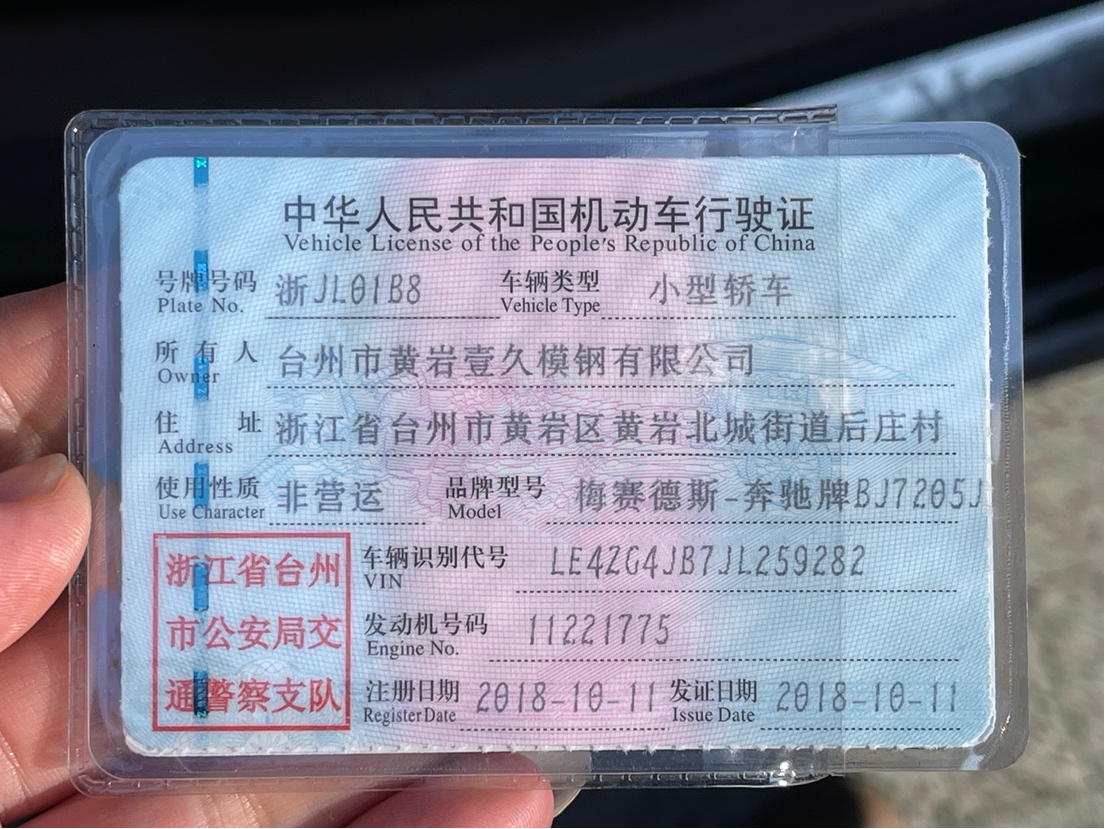 中华人民共和国机动车行驶证
Vehicle License of the People's Republic of China
号牌号码 浙JL01B8 车辆类型 小型轿车
Plate No. Vehicle Type
所有人 台州市黄岩壹久模钢有限公司
Owner
住址 浙江省台州市黄岩区黄岩北城街道后庄村
Address
使用性质 非营运 品牌型号 梅赛德斯-奔驰牌BJ7205J
Use Character Model
浙江省台州
市公安局交
通警察支队
车辆识别代号 LE4ZG4JB7JL259282
VIN
发动机号码 11221775
Engine No.
注册日期 2018-10-11 发证日期 2018-10-11
Register Date Issue Date